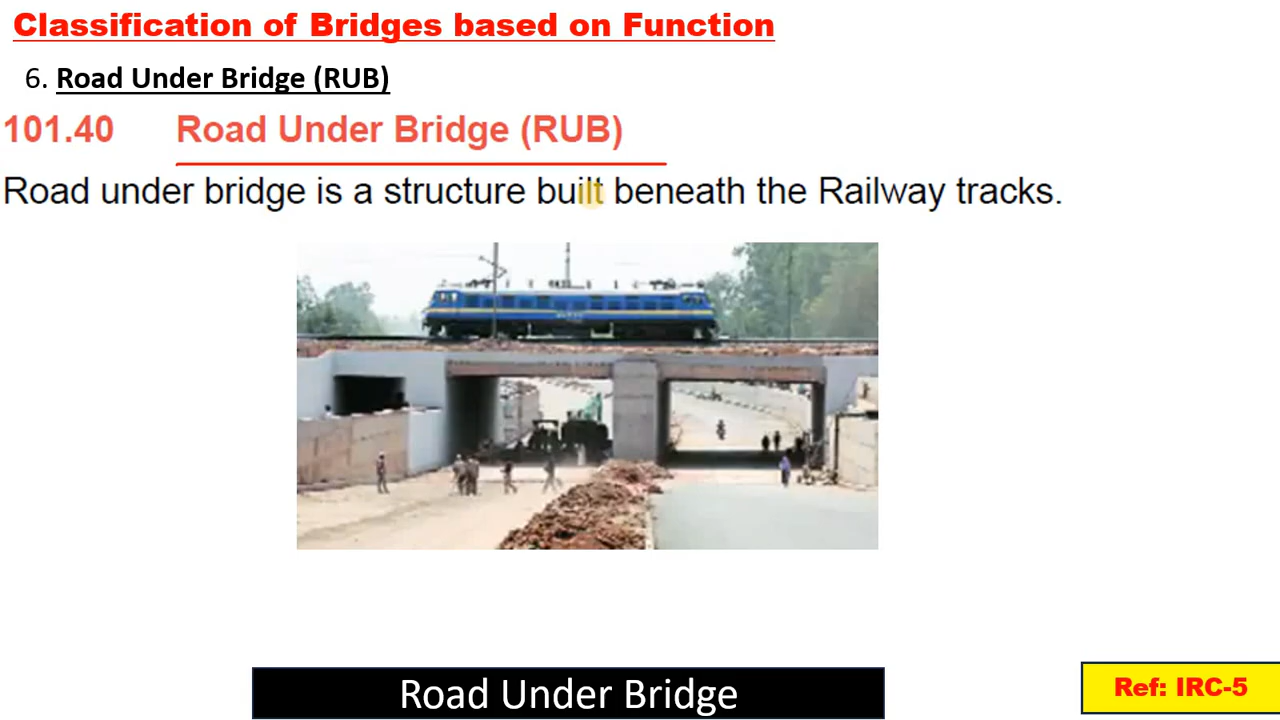 Classification of Bridges based on Function
6. Road Under Bridge (RUB)
101.40 Road Under Bridge (RUB)
Road under bridge is a structure built beneath the Railway tracks.
Road Under Bridge
Ref: IRC-5